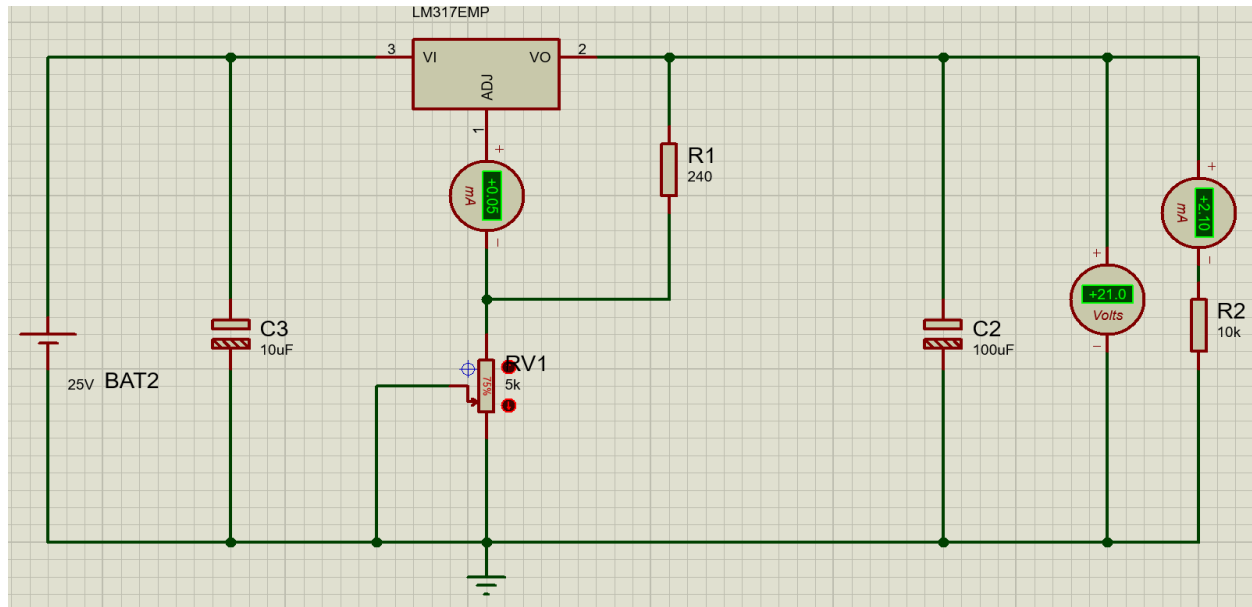 LM317EMP
3
VI
VO
2
ADJ
1
+
+0.05
mA
−
R1
240
+
+2.10
mA
−
+
+21.0
Volts
−
R2
10k
C3
10uF
C2
100uF
RV1
75%
5k
25V
BAT2